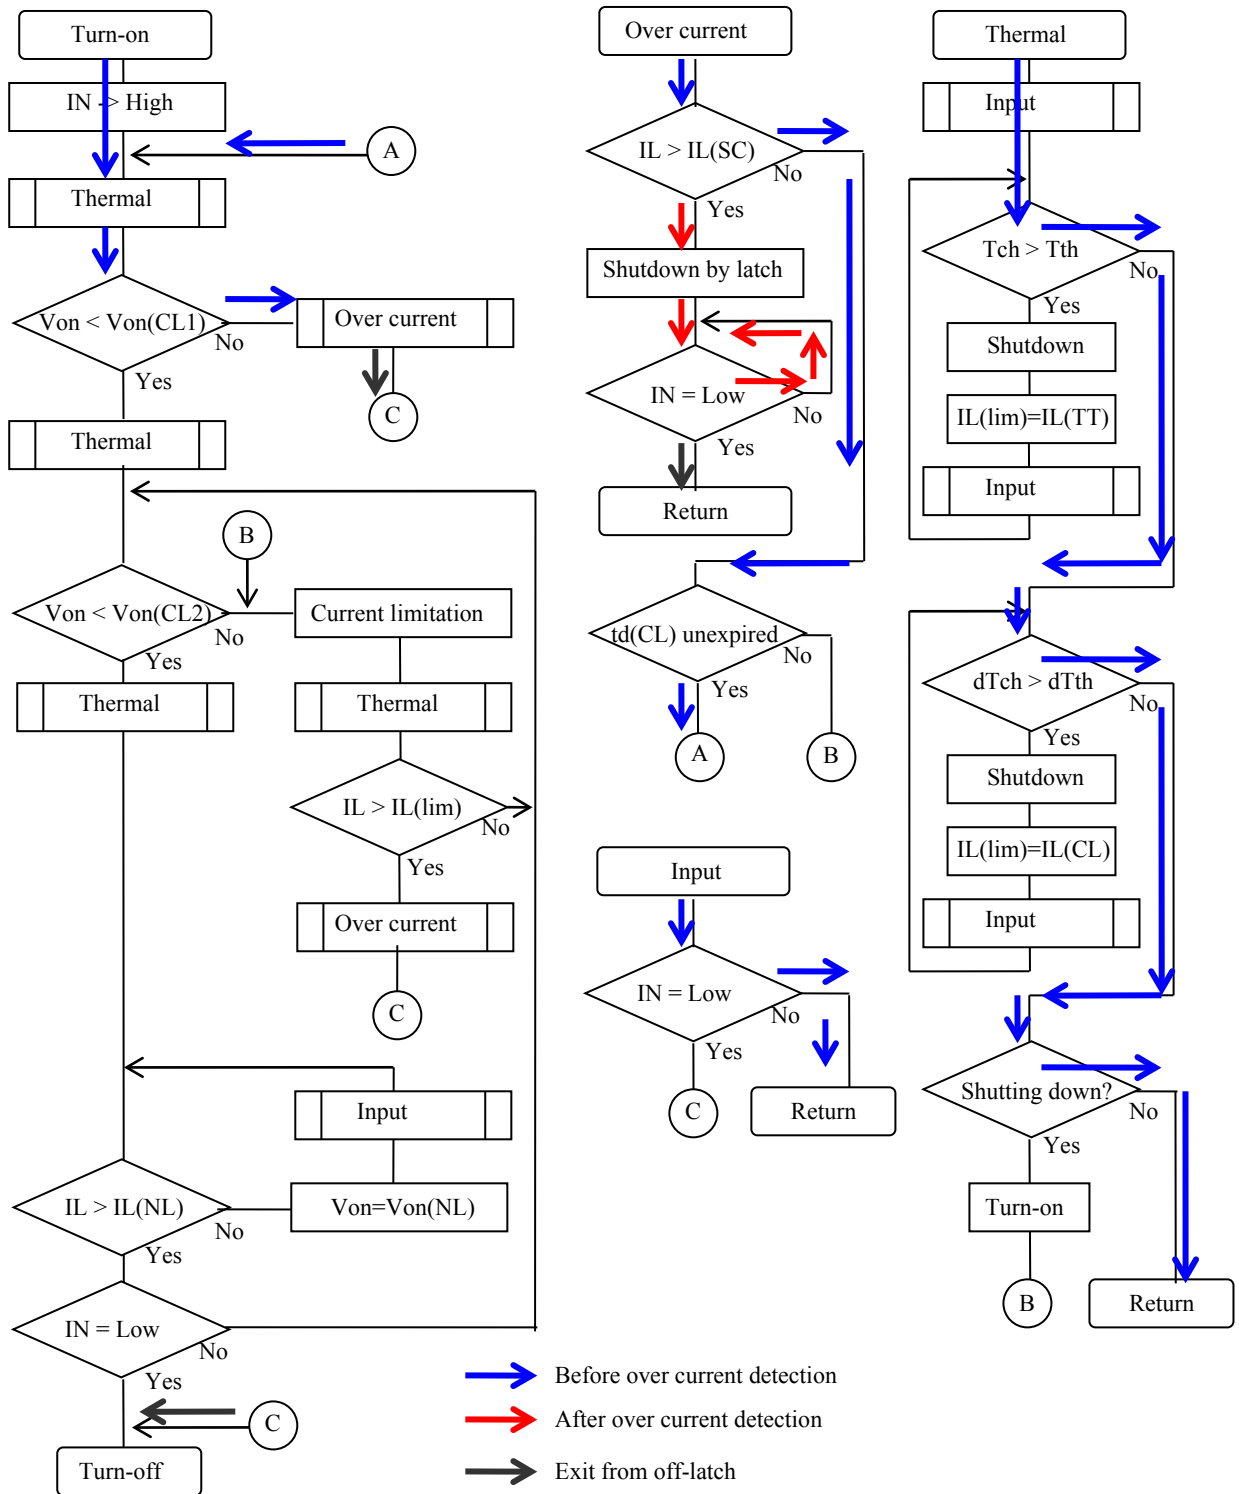 Turn-on
IN -> High
A
Thermal
Von < Von(CL1)
No
Yes
Over current
C
Thermal
B
Von < Von(CL2)
No
Yes
Current limitation
Thermal
Thermal
IL > IL(lim)
No
Yes
Over current
C
Input
Von=Von(NL)
IL > IL(NL)
No
Yes
IN = Low
No
Yes
C
Turn-off
Over current
IL > IL(SC)
No
Yes
Shutdown by latch
IN = Low
No
Yes
Return
td(CL) unexpired
No
Yes
A
B
Input
IN = Low
No
Yes
C
Return
Thermal
Input
Tch > Tth
No
Yes
Shutdown
IL(lim)=IL(TT)
Input
dTch > dTth
No
Yes
Shutdown
IL(lim)=IL(CL)
Input
Shutting down?
No
Yes
Turn-on
B
Return
Before over current detection
After over current detection
Exit from off-latch